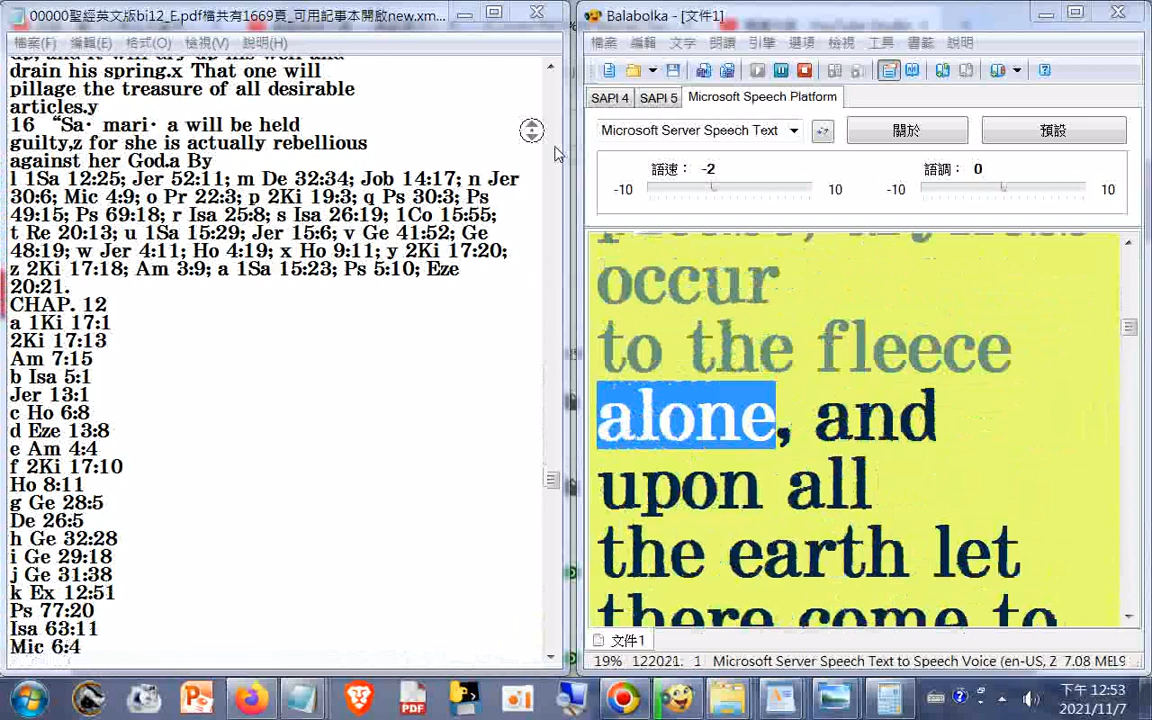 00000聖經英文版bi12_E.pdf檔共有1669頁_可用記事本開啟new.xm...
檔案(F) 編輯(E) 格式(O) 檢視(V) 說明(H)
drain his spring.x That one will
pillage the treasure of all desirable
articles.y
16 “Sa· mari· a will be held
guilty,z for she is actually rebellious
against her God.a By
l 1Sa 12:25; Jer 52:11; m De 32:34, Job 14:17; n Jer
30:6, Mic 4:9; o Pr 22:3; p 2Ki 19:3; q Ps 30:3, Ps
49:15; Ps 69:18; r Isa 25:8; s Isa 26:19; 1Co 15:55;
t Re 20:13; u 1Sa 15:29; Jer 15:6; v Ge 41:52; Ge
48:19; w Jer 4:11; Ho 4:19; x Ho 9:11; y 2Ki 17:20;
z 2Ki 17:18; Am 3:9; a 1Sa 15:23; Ps 5:10; Eze
20:21.
CHAP. 12
a 1Ki 17:1
2Ki 17:13
Am 7:15
b Isa 5:1
Jer 13:1
c Ho 6:8
d Eze 13:8
e Am 4:4
f 2Ki 17:10
Ho 8:11
g Ge 28:5
De 26:5
h Ge 32:28
i Ge 29:18
j Ge 31:38
k Ex 12:51
Ps 77:20
Isa 63:11
Mic 6:4
Balabolka - [文件1]
檔案 編輯 文字 朗讀 引擎 選項 檢視 工具 書籤 說明
SAPI 4 SAPI 5 Microsoft Speech Platform
Microsoft Server Speech Text 關於 預設
語速： -2 語調： 0
-10 10 -10 10
occur
to the fleece
alone, and
upon all
the earth let
there come to
文件1
19% 122021: 1 Microsoft Server Speech Text to Speech Voice (en-US, Z 7.08 MEL9
下午 12:53
2021/11/7